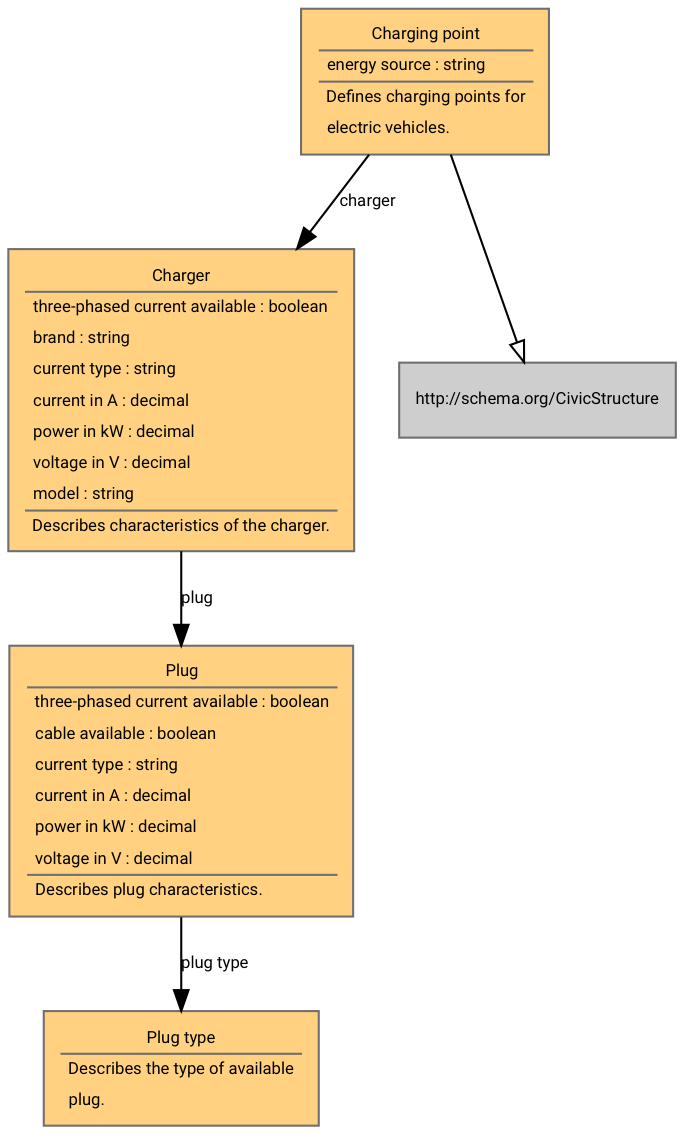 Charging point
energy source : string
Defines charging points for
electric vehicles.
charger
Charger
three-phased current available : boolean
brand : string
current type : string
current in A : decimal
power in kW : decimal
voltage in V : decimal
model : string
Describes characteristics of the charger.
http://schema.org/CivicStructure
plug
Plug
three-phased current available : boolean
cable available : boolean
current type : string
current in A : decimal
power in kW : decimal
voltage in V : decimal
Describes plug characteristics.
plug type
Plug type
Describes the type of available
plug.